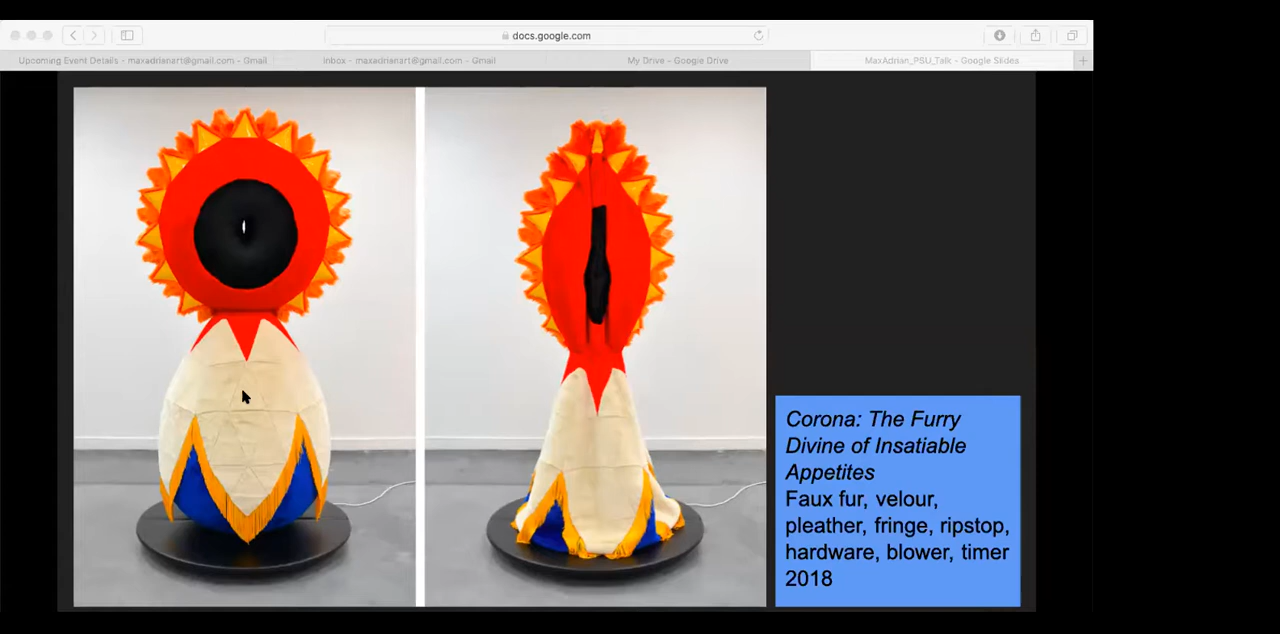 docs.google.com
Upcoming Event Details - maxadrianart@gmail.com - Gmail
Inbox - maxadrianart@gmail.com - Gmail
My Drive - Google Drive
MaxAdrian_PSU_Talk - Google Slides
Corona: The Furry
Divine of Insatiable
Appetites
Faux fur, velour,
pleather, fringe, ripstop,
hardware, blower, timer
2018